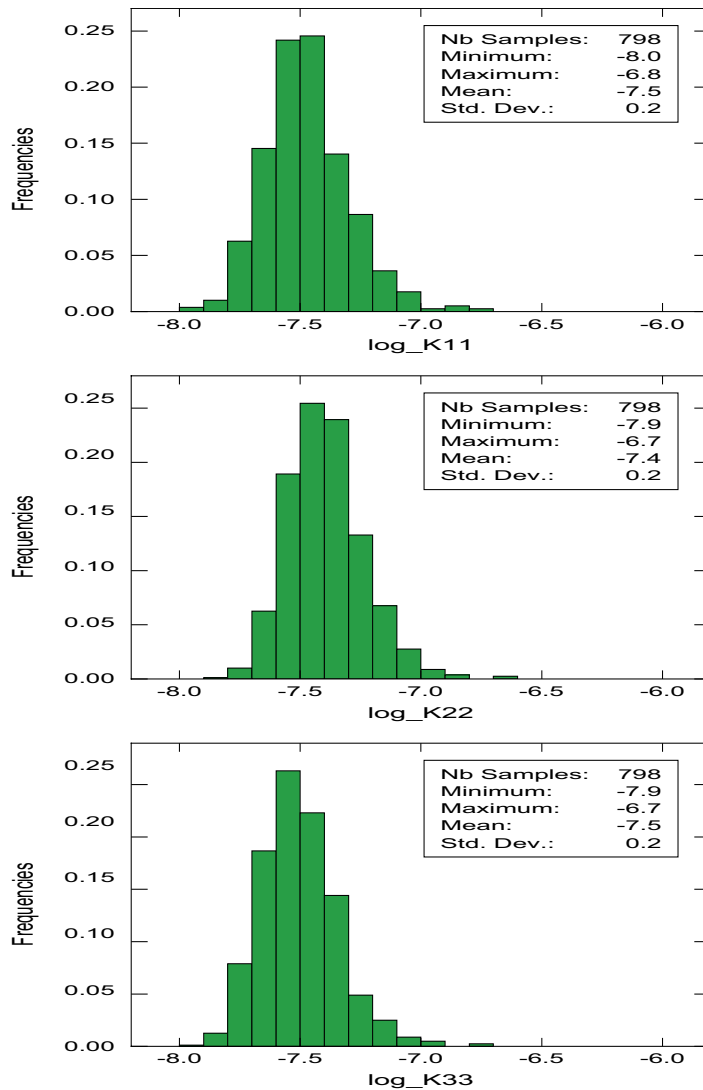 0.25
0.20
0.15
0.10
0.05
0.00
Frequencies
Nb Samples: 798
Minimum: -8.0
Maximum: -6.8
Mean: -7.5
Std. Dev.: 0.2
-8.0 -7.5 -7.0 -6.5 -6.0
log_K11
0.25
0.20
0.15
0.10
0.05
0.00
Frequencies
Nb Samples: 798
Minimum: -7.9
Maximum: -6.7
Mean: -7.4
Std. Dev.: 0.2
-8.0 -7.5 -7.0 -6.5 -6.0
log_K22
0.25
0.20
0.15
0.10
0.05
0.00
Frequencies
Nb Samples: 798
Minimum: -7.9
Maximum: -6.7
Mean: -7.5
Std. Dev.: 0.2
-8.0 -7.5 -7.0 -6.5 -6.0
log_K33